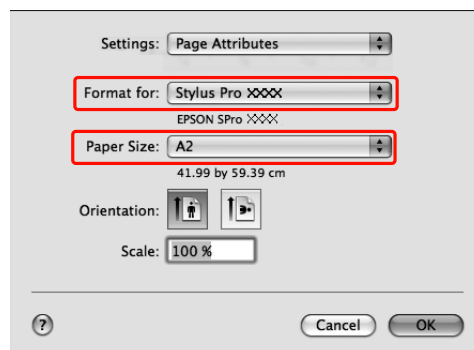 Settings: Page Attributes
Format for: Stylus Pro XXXX
EPSON SPro XXXX
Paper Size: A2
41.99 by 59.39 cm
Orientation:
Scale: 100 %
? Cancel OK